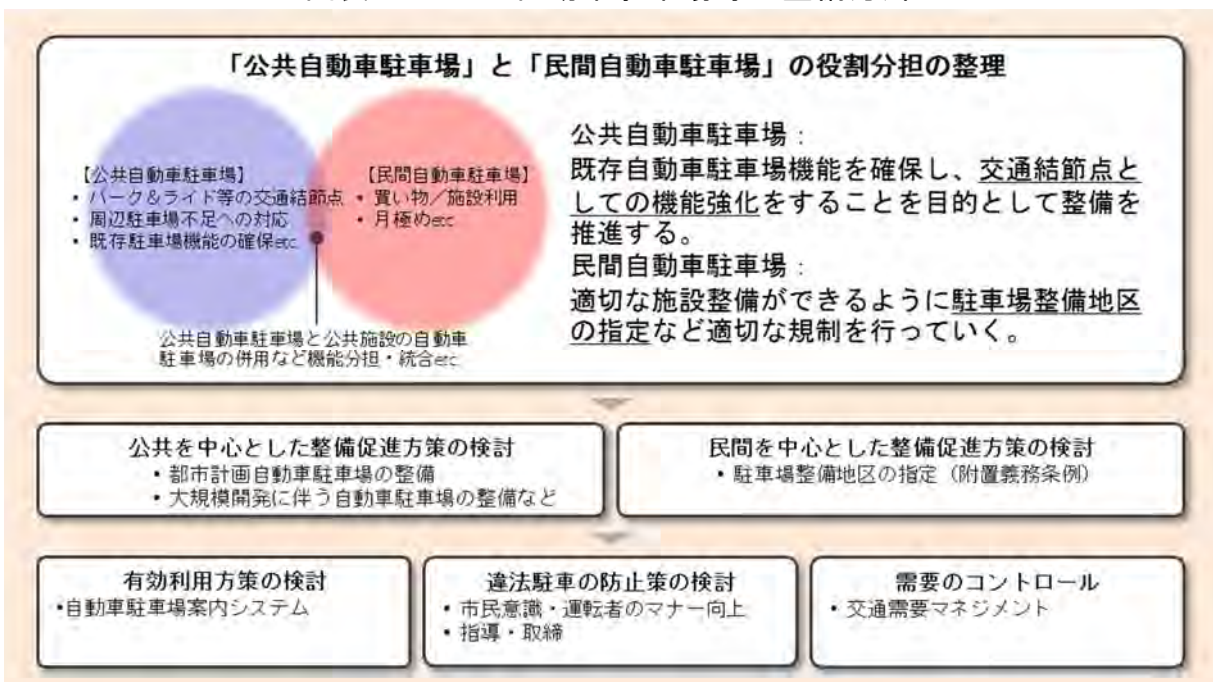 「公共自動車駐車場」と「民間自動車駐車場」の役割分担の整理
【公共自動車駐車場】
・パーク&ライド等の交通結節点
・周辺駐車場不足への対応
・既存駐車場機能の確保etc
【民間自動車駐車場】
・買い物／施設利用
・月極めetc
公共自動車駐車場と公共施設の自動車
駐車場の併用など機能分担・統合etc
公共自動車駐車場：
既存自動車駐車場機能を確保し、交通結節点と
しての機能強化をすることを目的として整備を
推進する。
民間自動車駐車場：
適切な施設整備ができるように駐車場整備地区
の指定など適切な規制を行っていく。
公共を中心とした整備促進方策の検討
・都市計画自動車駐車場の整備
・大規模開発に伴う自動車駐車場の整備など
民間を中心とした整備促進方策の検討
・駐車場整備地区の指定（附置義務条例）
有効利用方策の検討
・自動車駐車場案内システム
違法駐車の防止策の検討
・市民意識・運転者のマナー向上
・指導・取締
需要のコントロール
・交通需要マネジメント